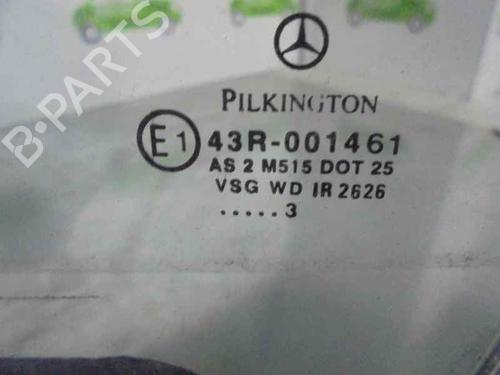 PILKINGTON
E1 43R-001461
AS 2 M515 DOT 25
VSG WD IR 2626
.....3
B-PARTS